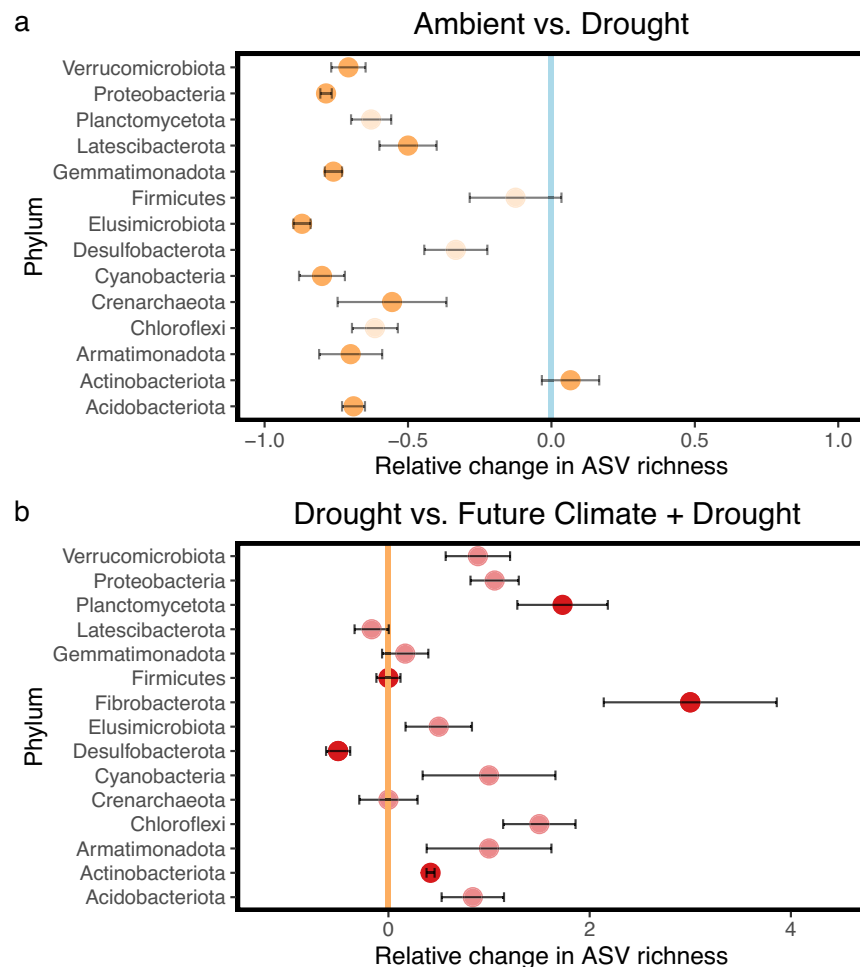 a
Ambient vs. Drought
Phylum
Verrucomicrobiota
Proteobacteria
Planctomycetota
Latescibacterota
Gemmatimonadota
Firmicutes
Elusimicrobiota
Desulfobacterota
Cyanobacteria
Crenarchaeota
Chloroflexi
Armatimonadota
Actinobacteriota
Acidobacteriota
−1.0 −0.5 0.0 0.5 1.0
Relative change in ASV richness
b
Drought vs. Future Climate + Drought
Phylum
Verrucomicrobiota
Proteobacteria
Planctomycetota
Latescibacterota
Gemmatimonadota
Firmicutes
Fibrobacterota
Elusimicrobiota
Desulfobacterota
Cyanobacteria
Crenarchaeota
Chloroflexi
Armatimonadota
Actinobacteriota
Acidobacteriota
0 2 4
Relative change in ASV richness